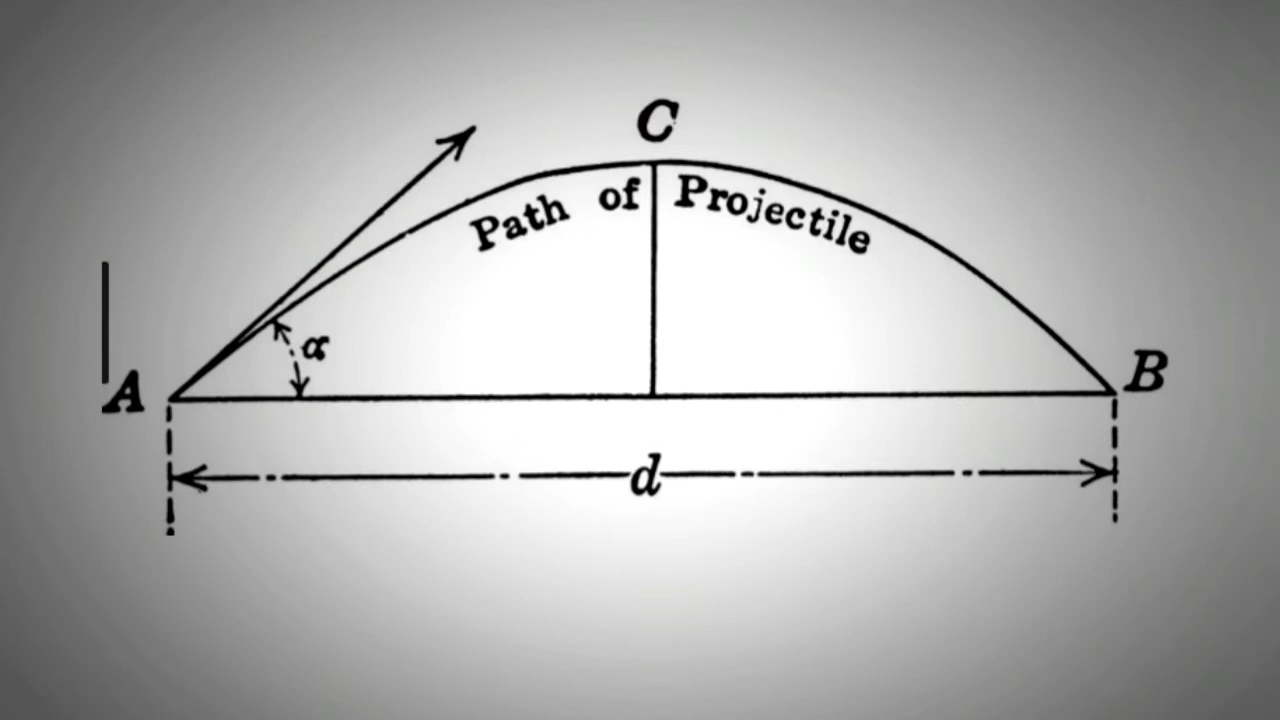 C
Path of Projectile
α
A
B
d